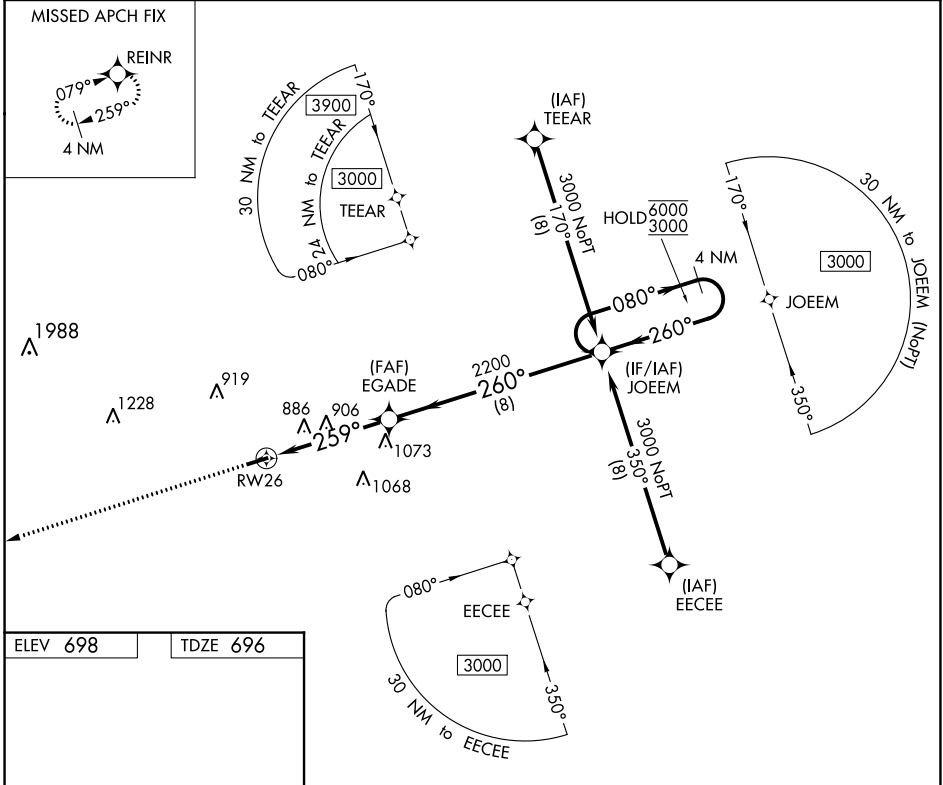 MISSED APCH FIX
REINR
079°
259°
4 NM
30 NM to TEEAR
3900
170°
24 NM to TEEAR
3000
TEEAR
080°
(IAF)
TEEAR
3000 NoPT
170°
(8)
HOLD 6000
3000
4 NM
080°
260°
(IF/IAF)
JOEEM
170°
30 NM to JOEEM (NoPT)
3000
JOEEM
350°
1988
1228
919
886
906
(FAF)
EGADE
2200
260°
(8)
259°
1073
1068
RW26
3000 NoPT
350°
(8)
(IAF)
EECEE
080°
EECEE
3000
350°
30 NM to EECEE
ELEV 698
TDZE 696